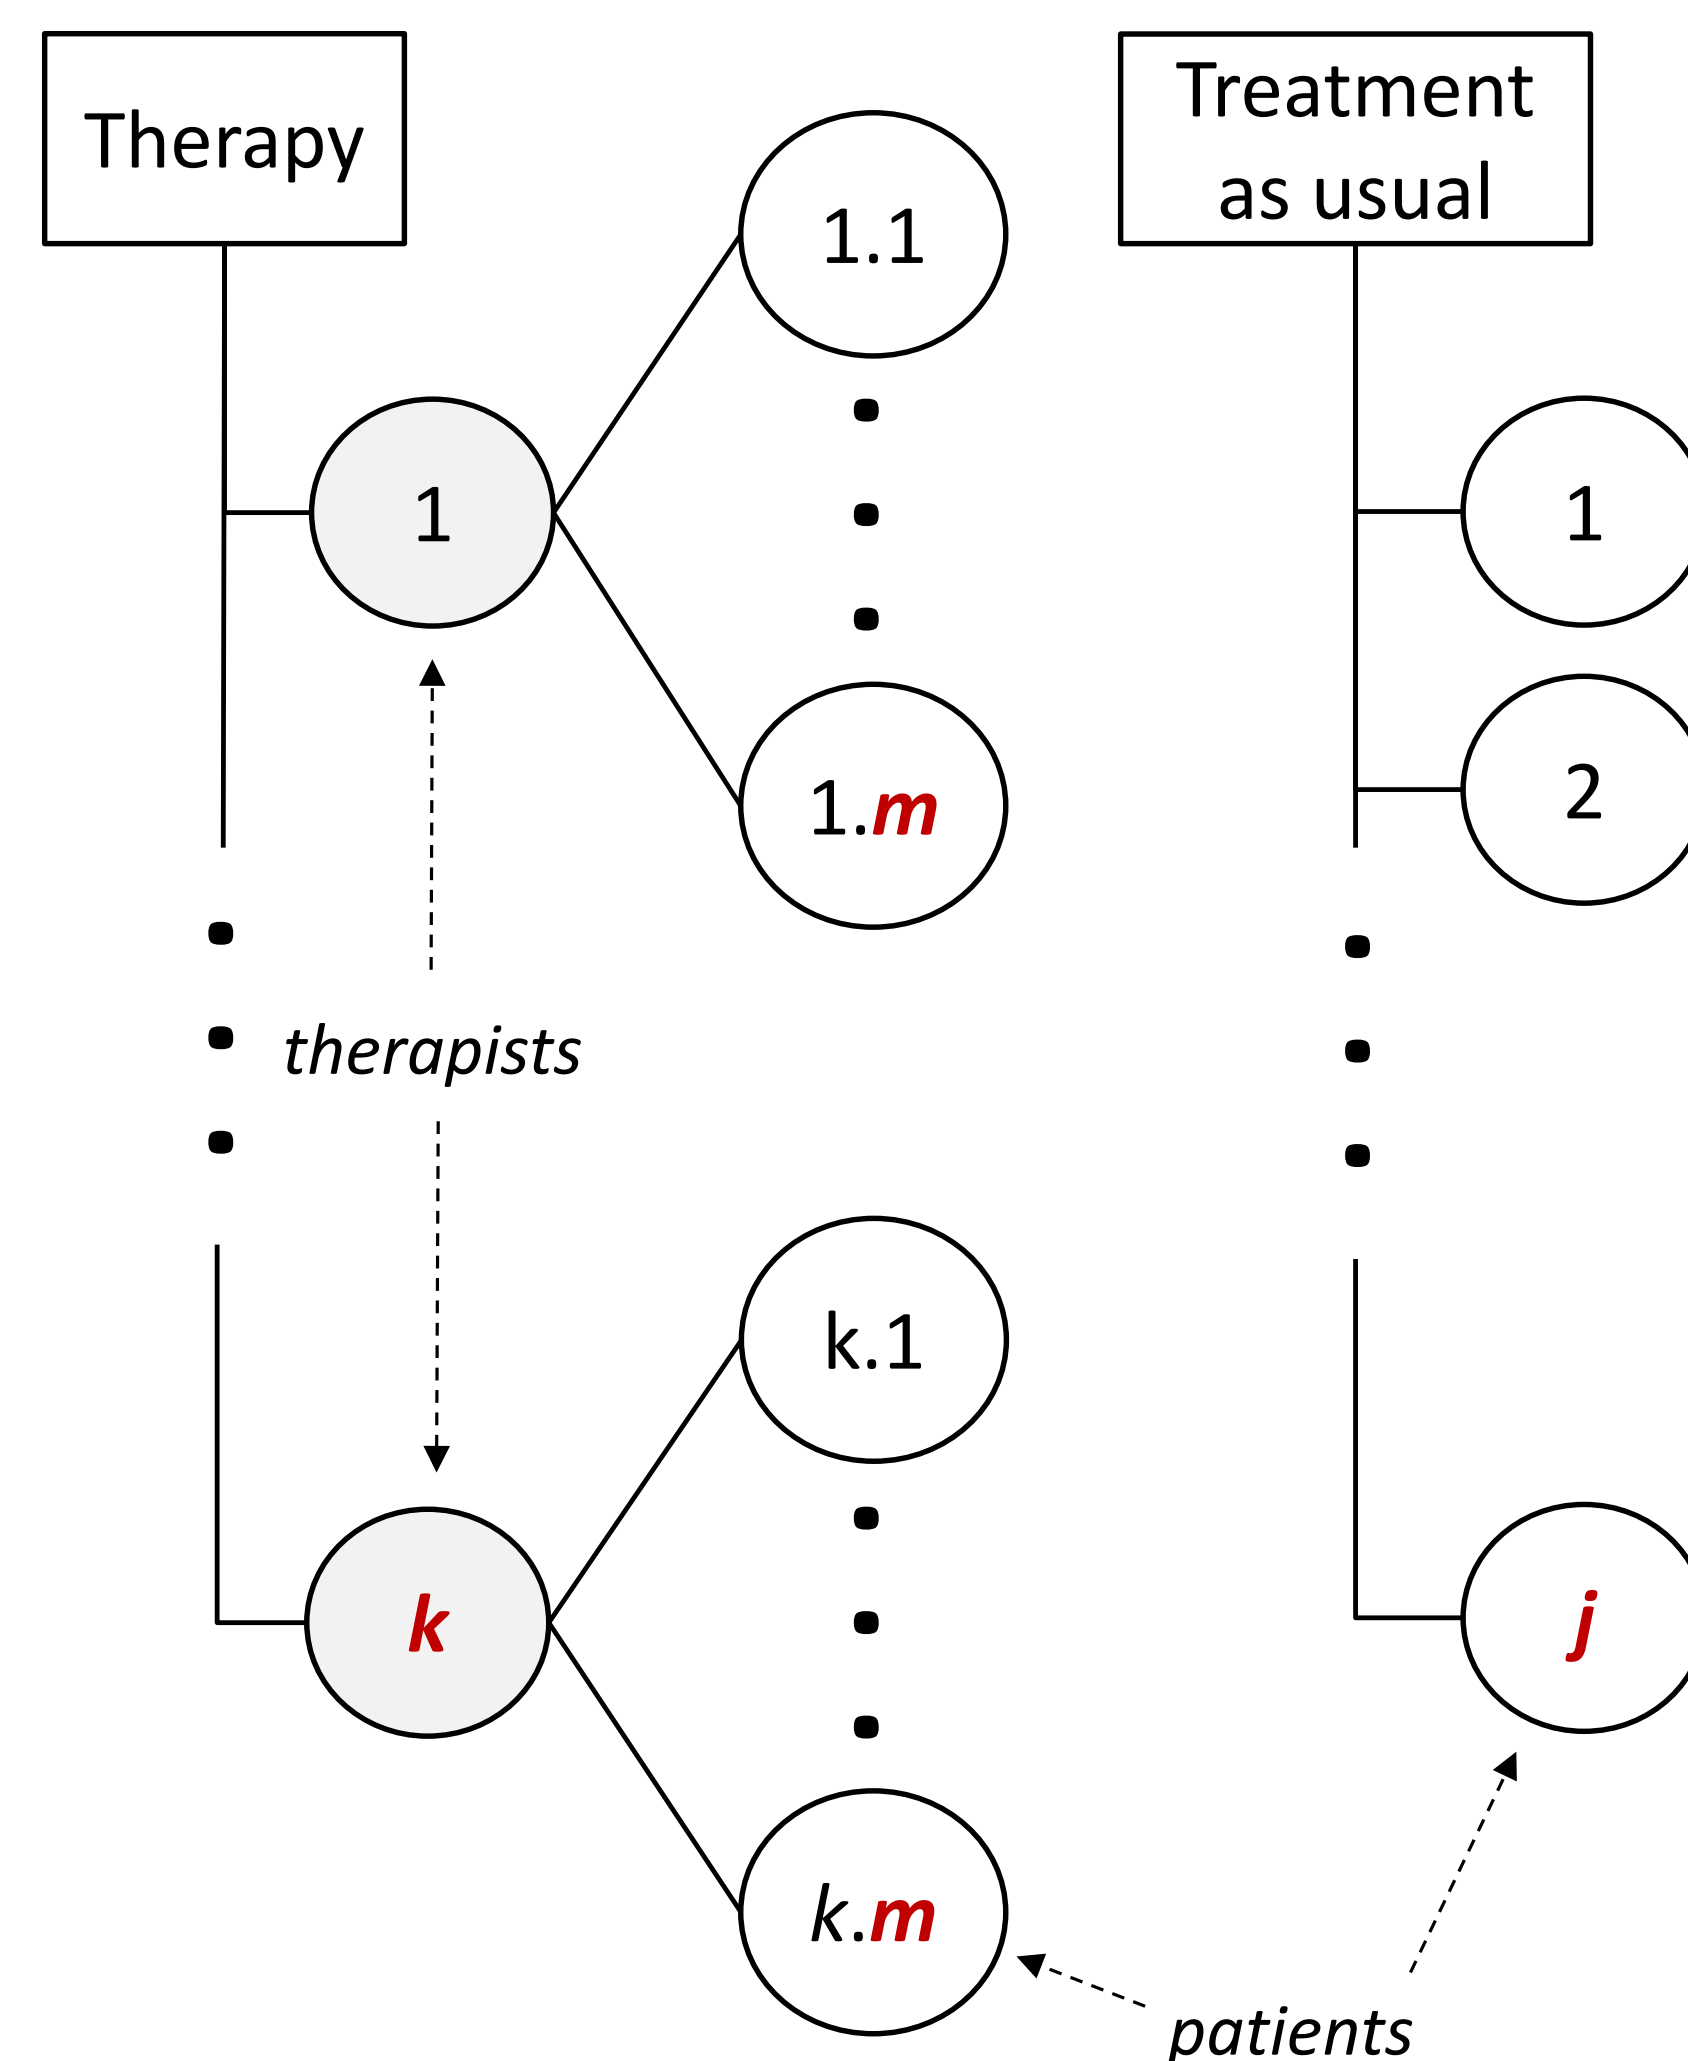 Therapy
1
1.1
1.m
therapists
k
k.1
k.m
Treatment
as usual
1
2
j
patients